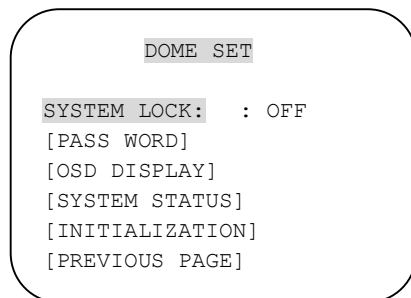 DOME SET
SYSTEM LOCK: : OFF
[PASS WORD]
[OSD DISPLAY]
[SYSTEM STATUS]
[INITIALIZATION]
[PREVIOUS PAGE]